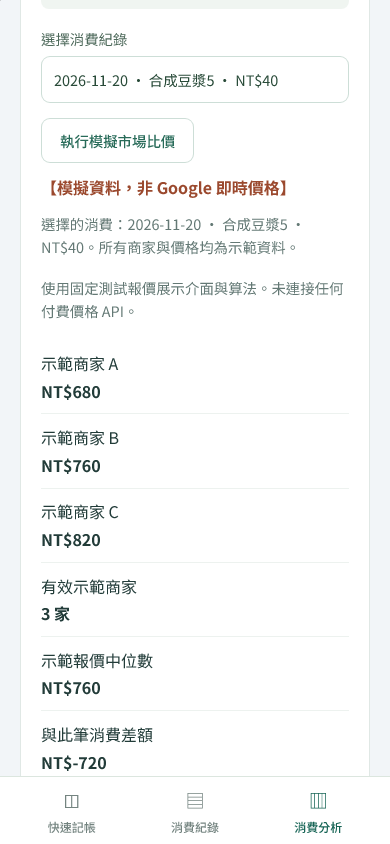 選擇消費紀錄
2026-11-20 · 合成豆漿5 · NT$40
執行模擬市場比價
【模擬資料，非 Google 即時價格】
選擇的消費：2026-11-20 · 合成豆漿5 ·
NT$40。所有商家與價格均為示範資料。
使用固定測試報價展示介面與算法。未連接任何
付費價格 API。
示範商家 A
NT$680
示範商家 B
NT$760
示範商家 C
NT$820
有效示範商家
3 家
示範報價中位數
NT$760
與此筆消費差額
NT$-720
快速記帳
消費紀錄
消費分析